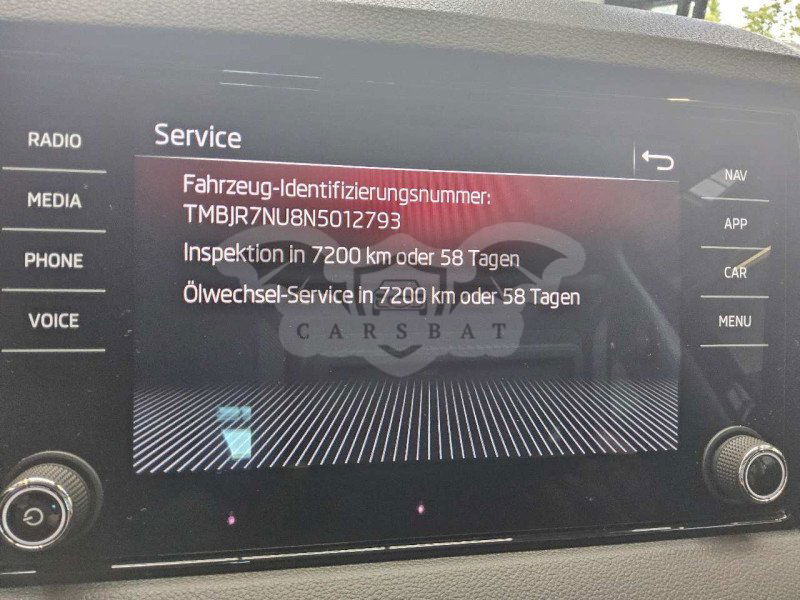 Service
RADIO
MEDIA
PHONE
VOICE
Fahrzeug-Identifizierungsnummer:
TMBJR7NU8N5012793
Inspektion in 7200 km oder 58 Tagen
Ölwechsel-Service in 7200 km oder 58 Tagen
CARSBAT
NAV
APP
CAR
MENU